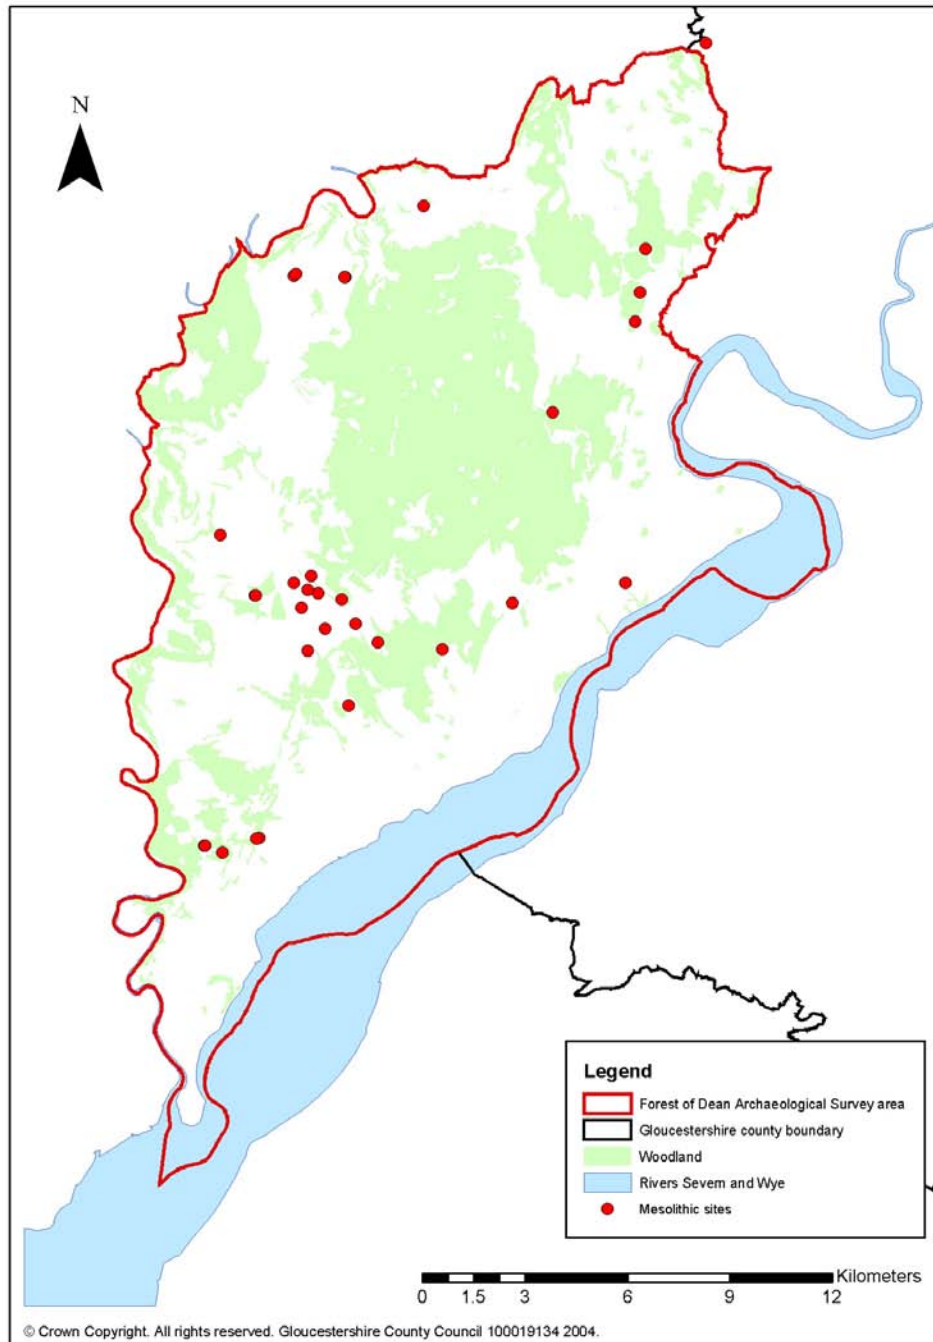 N
Legend
Forest of Dean Archaeological Survey area
Gloucestershire county boundary
Woodland
Rivers Severn and Wye
Mesolithic sites
Kilometers
0 1.5 3 6 9 12
© Crown Copyright. All rights reserved. Gloucestershire County Council 100019134 2004.